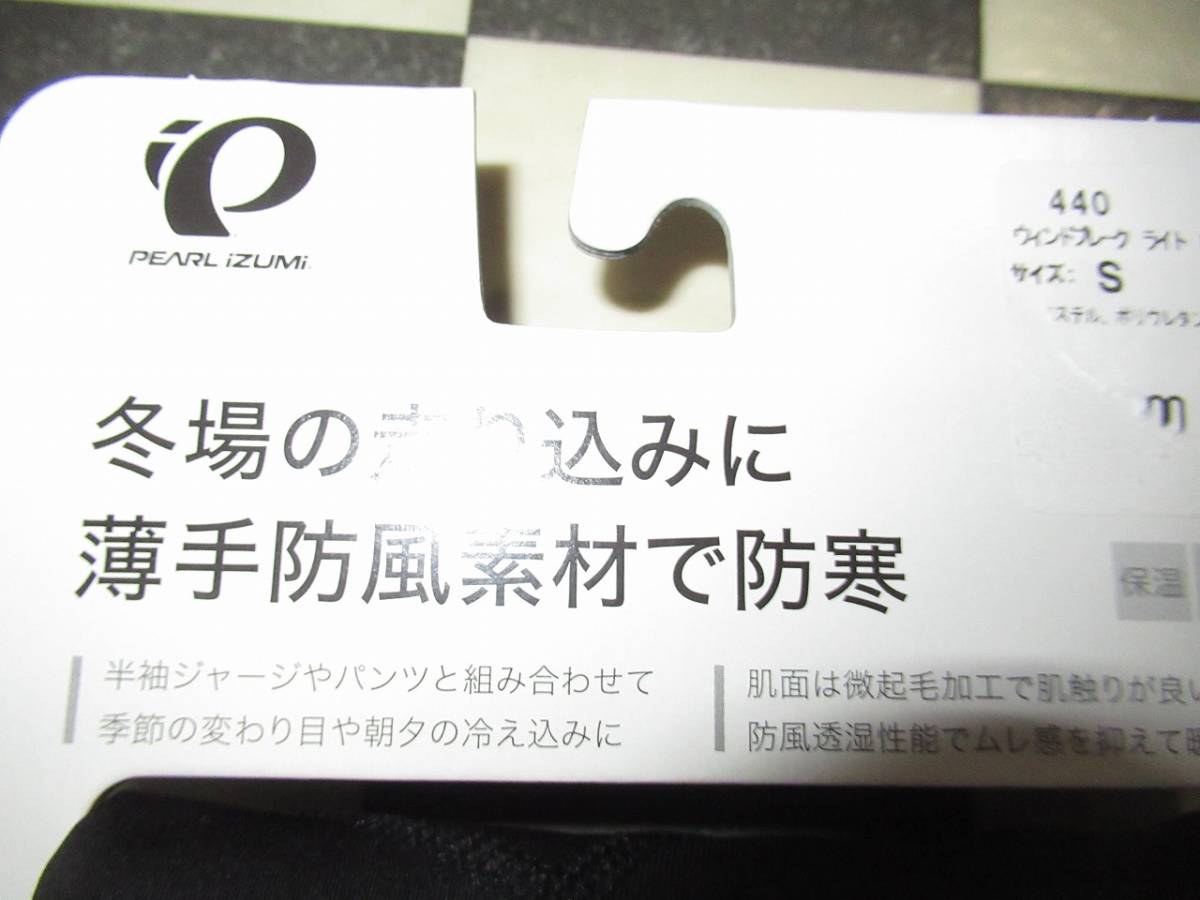 PEARL iZUMi
440
ウィンドブレーク ライト
サイズ: S
ステル、ポリウレタン
冬場の走り込みに
薄手防風素材で防寒
保温
半袖ジャージやパンツと組み合わせて
季節の変わり目や朝夕の冷え込みに
肌面は微起毛加工で肌触りが良い
防風透湿性能でムレ感を抑えて暖